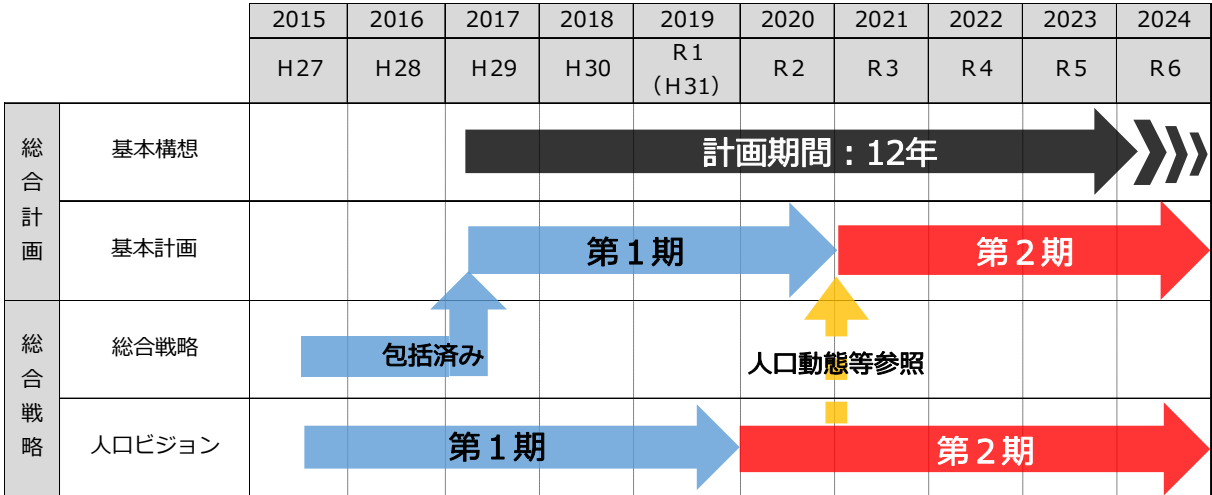 2015 2016 2017 2018 2019 2020 2021 2022 2023 2024
H27 H28 H29 H30 R1 (H31) R2 R3 R4 R5 R6
総合計画
基本構想
計画期間：12年
基本計画
第１期
第２期
総合戦略
総合戦略
包括済み
人口動態等参照
人口ビジョン
第１期
第２期